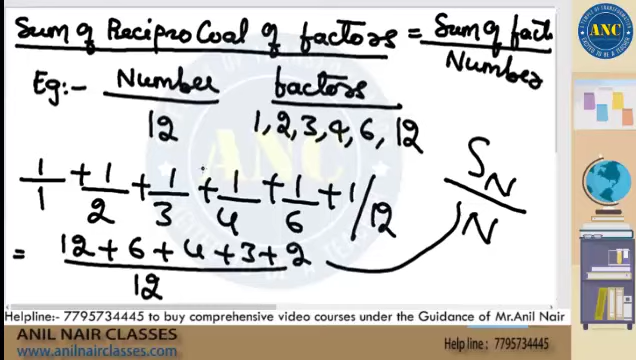 Sum of Recipro Coal of factors = Sum of fact
Number
Eg:- Number factors
12 1, 2, 3, 4, 6, 12
1/1 + 1/2 + 1/3 + 1/4 + 1/6 + 1/12
S_N/N
= 12 + 6 + 4 + 3 + 2
12
ANC
Helpline:- 7795734445 to buy comprehensive video courses under the Guidance of Mr.Anil Nair
ANIL NAIR CLASSES
www.anilnairclasses.com
Help line : 7795734445